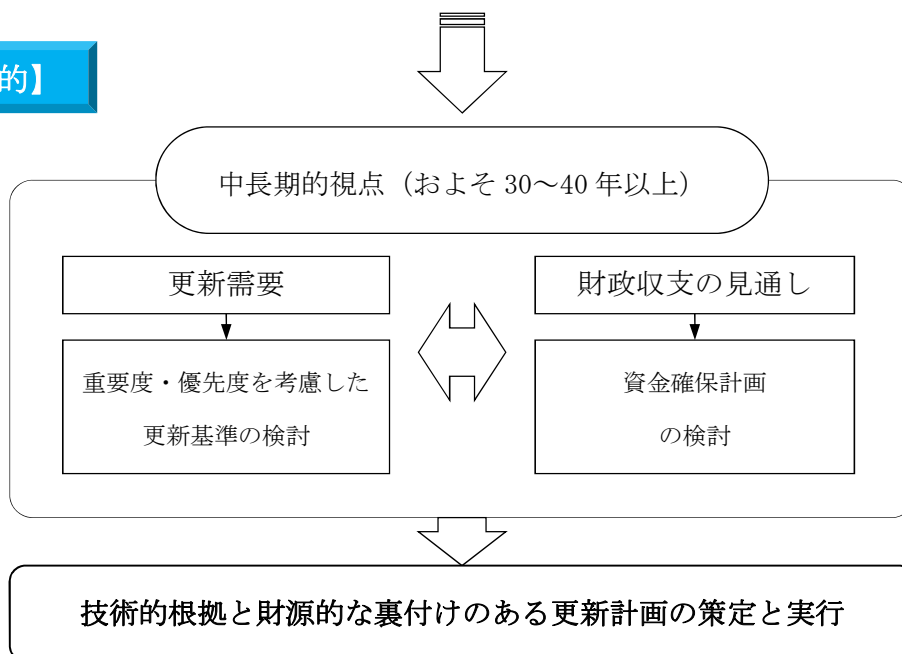 的】
中長期的視点（およそ 30～40 年以上）
更新需要
財政収支の見通し
重要度・優先度を考慮した
更新基準の検討
資金確保計画
の検討
技術的根拠と財源的な裏付けのある更新計画の策定と実行